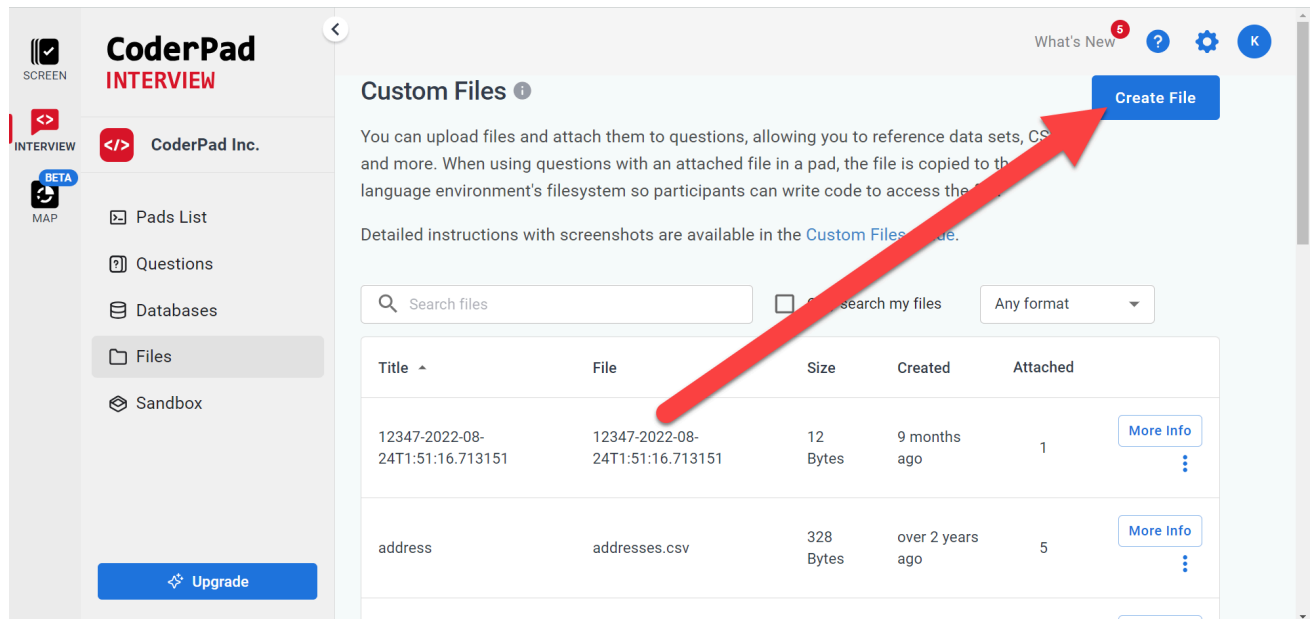 SCREEN
INTERVIEW
BETA
MAP
CoderPad
INTERVIEW
</> CoderPad Inc.
Pads List
Questions
Databases
Files
Sandbox
Upgrade
What's New 5 ? K
Custom Files i
Create File
You can upload files and attach them to questions, allowing you to reference data sets, CS
and more. When using questions with an attached file in a pad, the file is copied to th
language environment's filesystem so participants can write code to access the
Detailed instructions with screenshots are available in the Custom Files
Search files
search my files
Any format
Title File Size Created Attached
12347-2022-08- 12347-2022-08- 12 9 months 1 More Info
24T1:51:16.713151 24T1:51:16.713151 Bytes ago
address addresses.csv 328 over 2 years 5 More Info
Bytes ago